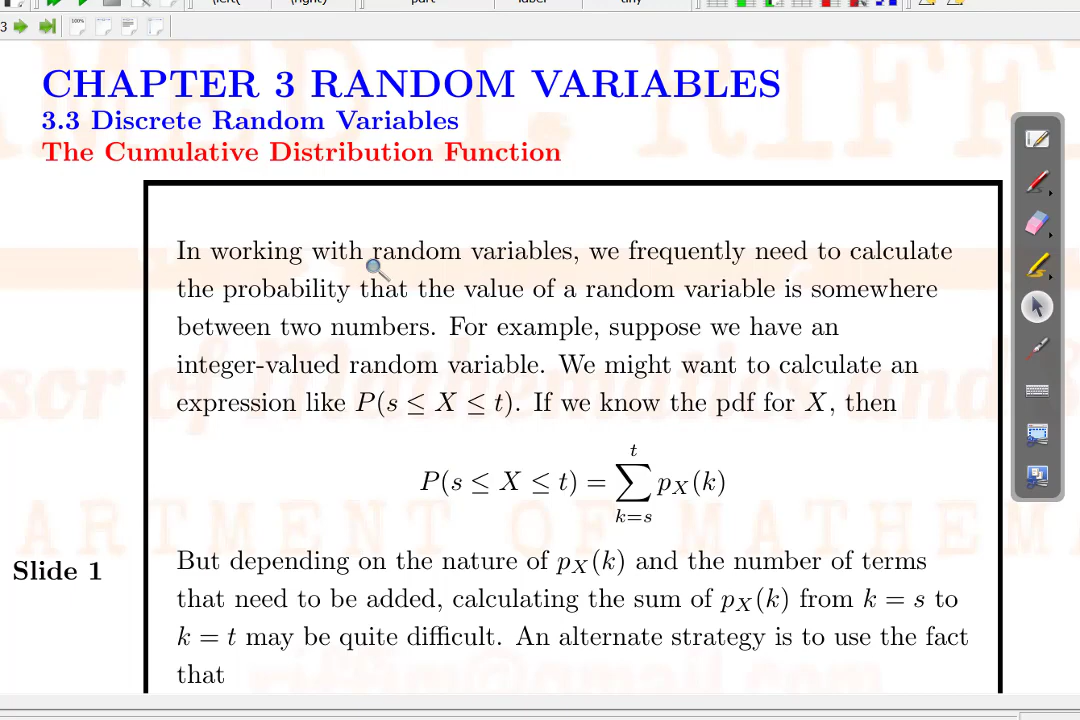 3
100%
CHAPTER 3 RANDOM VARIABLES
3.3 Discrete Random Variables
The Cumulative Distribution Function
In working with random variables, we frequently need to calculate
the probability that the value of a random variable is somewhere
between two numbers. For example, suppose we have an
integer-valued random variable. We might want to calculate an
expression like P(s ≤ X ≤ t). If we know the pdf for X, then
P(s ≤ X ≤ t) = ∑_{k=s}^{t} p_X(k)
But depending on the nature of p_X(k) and the number of terms
Slide 1
that need to be added, calculating the sum of p_X(k) from k = s to
k = t may be quite difficult. An alternate strategy is to use the fact
that